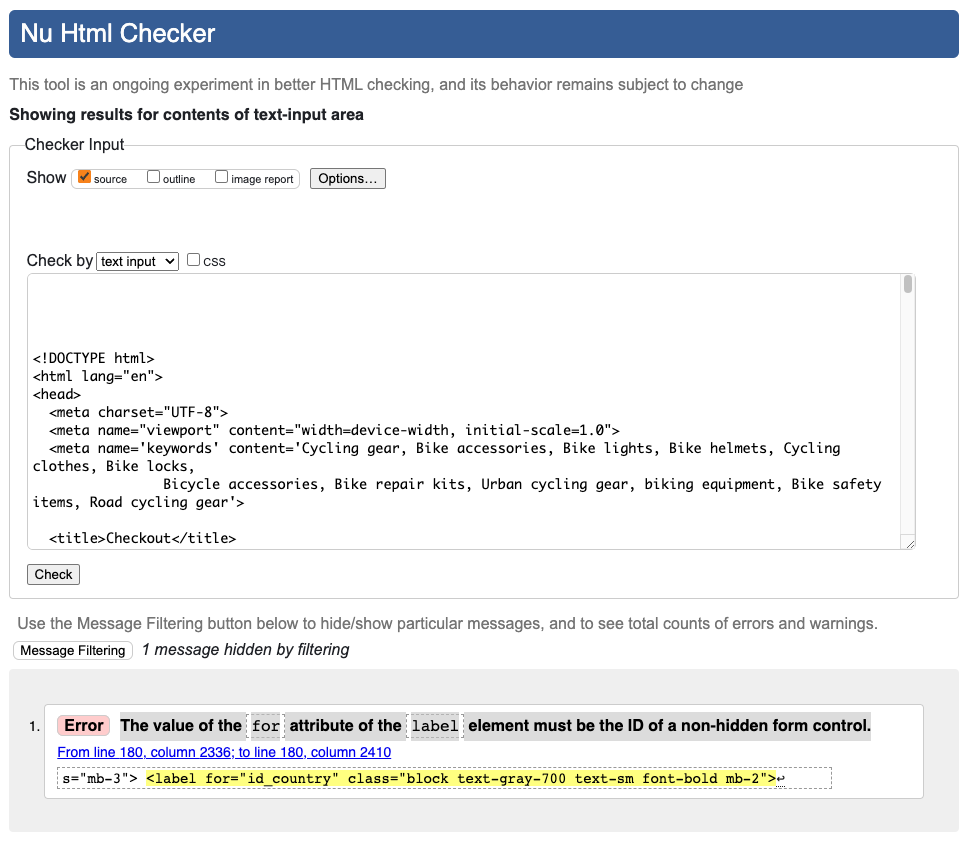 Nu Html Checker
This tool is an ongoing experiment in better HTML checking, and its behavior remains subject to change
Showing results for contents of text-input area
Checker Input
Show source outline image report Options…
Check by text input css
<!DOCTYPE html>
<html lang="en">
<head>
<meta charset="UTF-8">
<meta name="viewport" content="width=device-width, initial-scale=1.0">
<meta name='keywords' content='Cycling gear, Bike accessories, Bike lights, Bike helmets, Cycling
clothes, Bike locks,
Bicycle accessories, Bike repair kits, Urban cycling gear, biking equipment, Bike safety
items, Road cycling gear'>
<title>Checkout</title>
Check
Use the Message Filtering button below to hide/show particular messages, and to see total counts of errors and warnings.
Message Filtering 1 message hidden by filtering
1. Error The value of the for attribute of the label element must be the ID of a non-hidden form control.
From line 180, column 2336; to line 180, column 2410
s="mb-3"> <label for="id_country" class="block text-gray-700 text-sm font-bold mb-2">↩